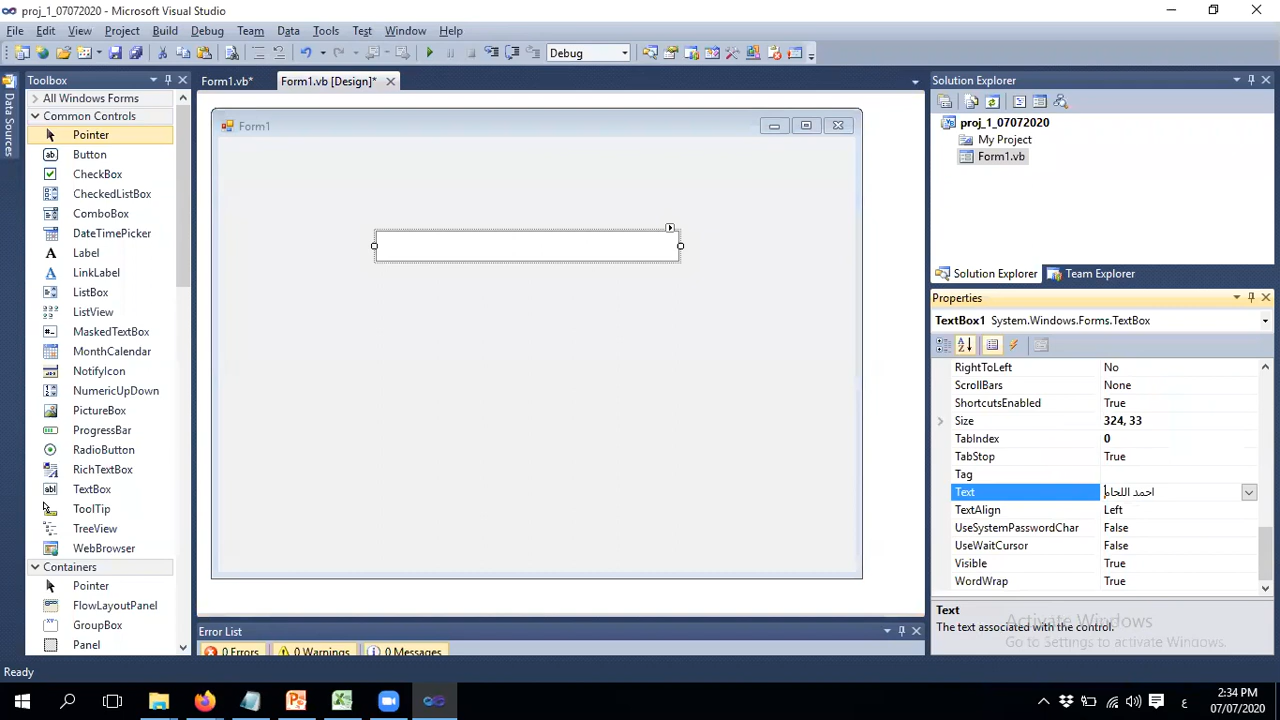 proj_1_07072020 - Microsoft Visual Studio
File Edit View Project Build Debug Team Data Tools Test Window Help
Debug
Data Sources
Toolbox
All Windows Forms
Common Controls
Pointer
Button
CheckBox
CheckedListBox
ComboBox
DateTimePicker
Label
LinkLabel
ListBox
ListView
MaskedTextBox
MonthCalendar
NotifyIcon
NumericUpDown
PictureBox
ProgressBar
RadioButton
RichTextBox
TextBox
ToolTip
TreeView
WebBrowser
Containers
Pointer
FlowLayoutPanel
GroupBox
Panel
Form1.vb* Form1.vb [Design]*
Form1
Error List
0 Errors 0 Warnings 0 Messages
Solution Explorer
proj_1_07072020
My Project
Form1.vb
Solution Explorer Team Explorer
Properties
TextBox1 System.Windows.Forms.TextBox
RightToLeft No
ScrollBars None
ShortcutsEnabled True
Size 324, 33
TabIndex 0
TabStop True
Tag
Text احمد اللحام
TextAlign Left
UseSystemPasswordChar False
UseWaitCursor False
Visible True
WordWrap True
Text
The text associated with the control.
Activate Windows
Go to Settings to activate Windows.
Ready
ع
2:34 PM
07/07/2020